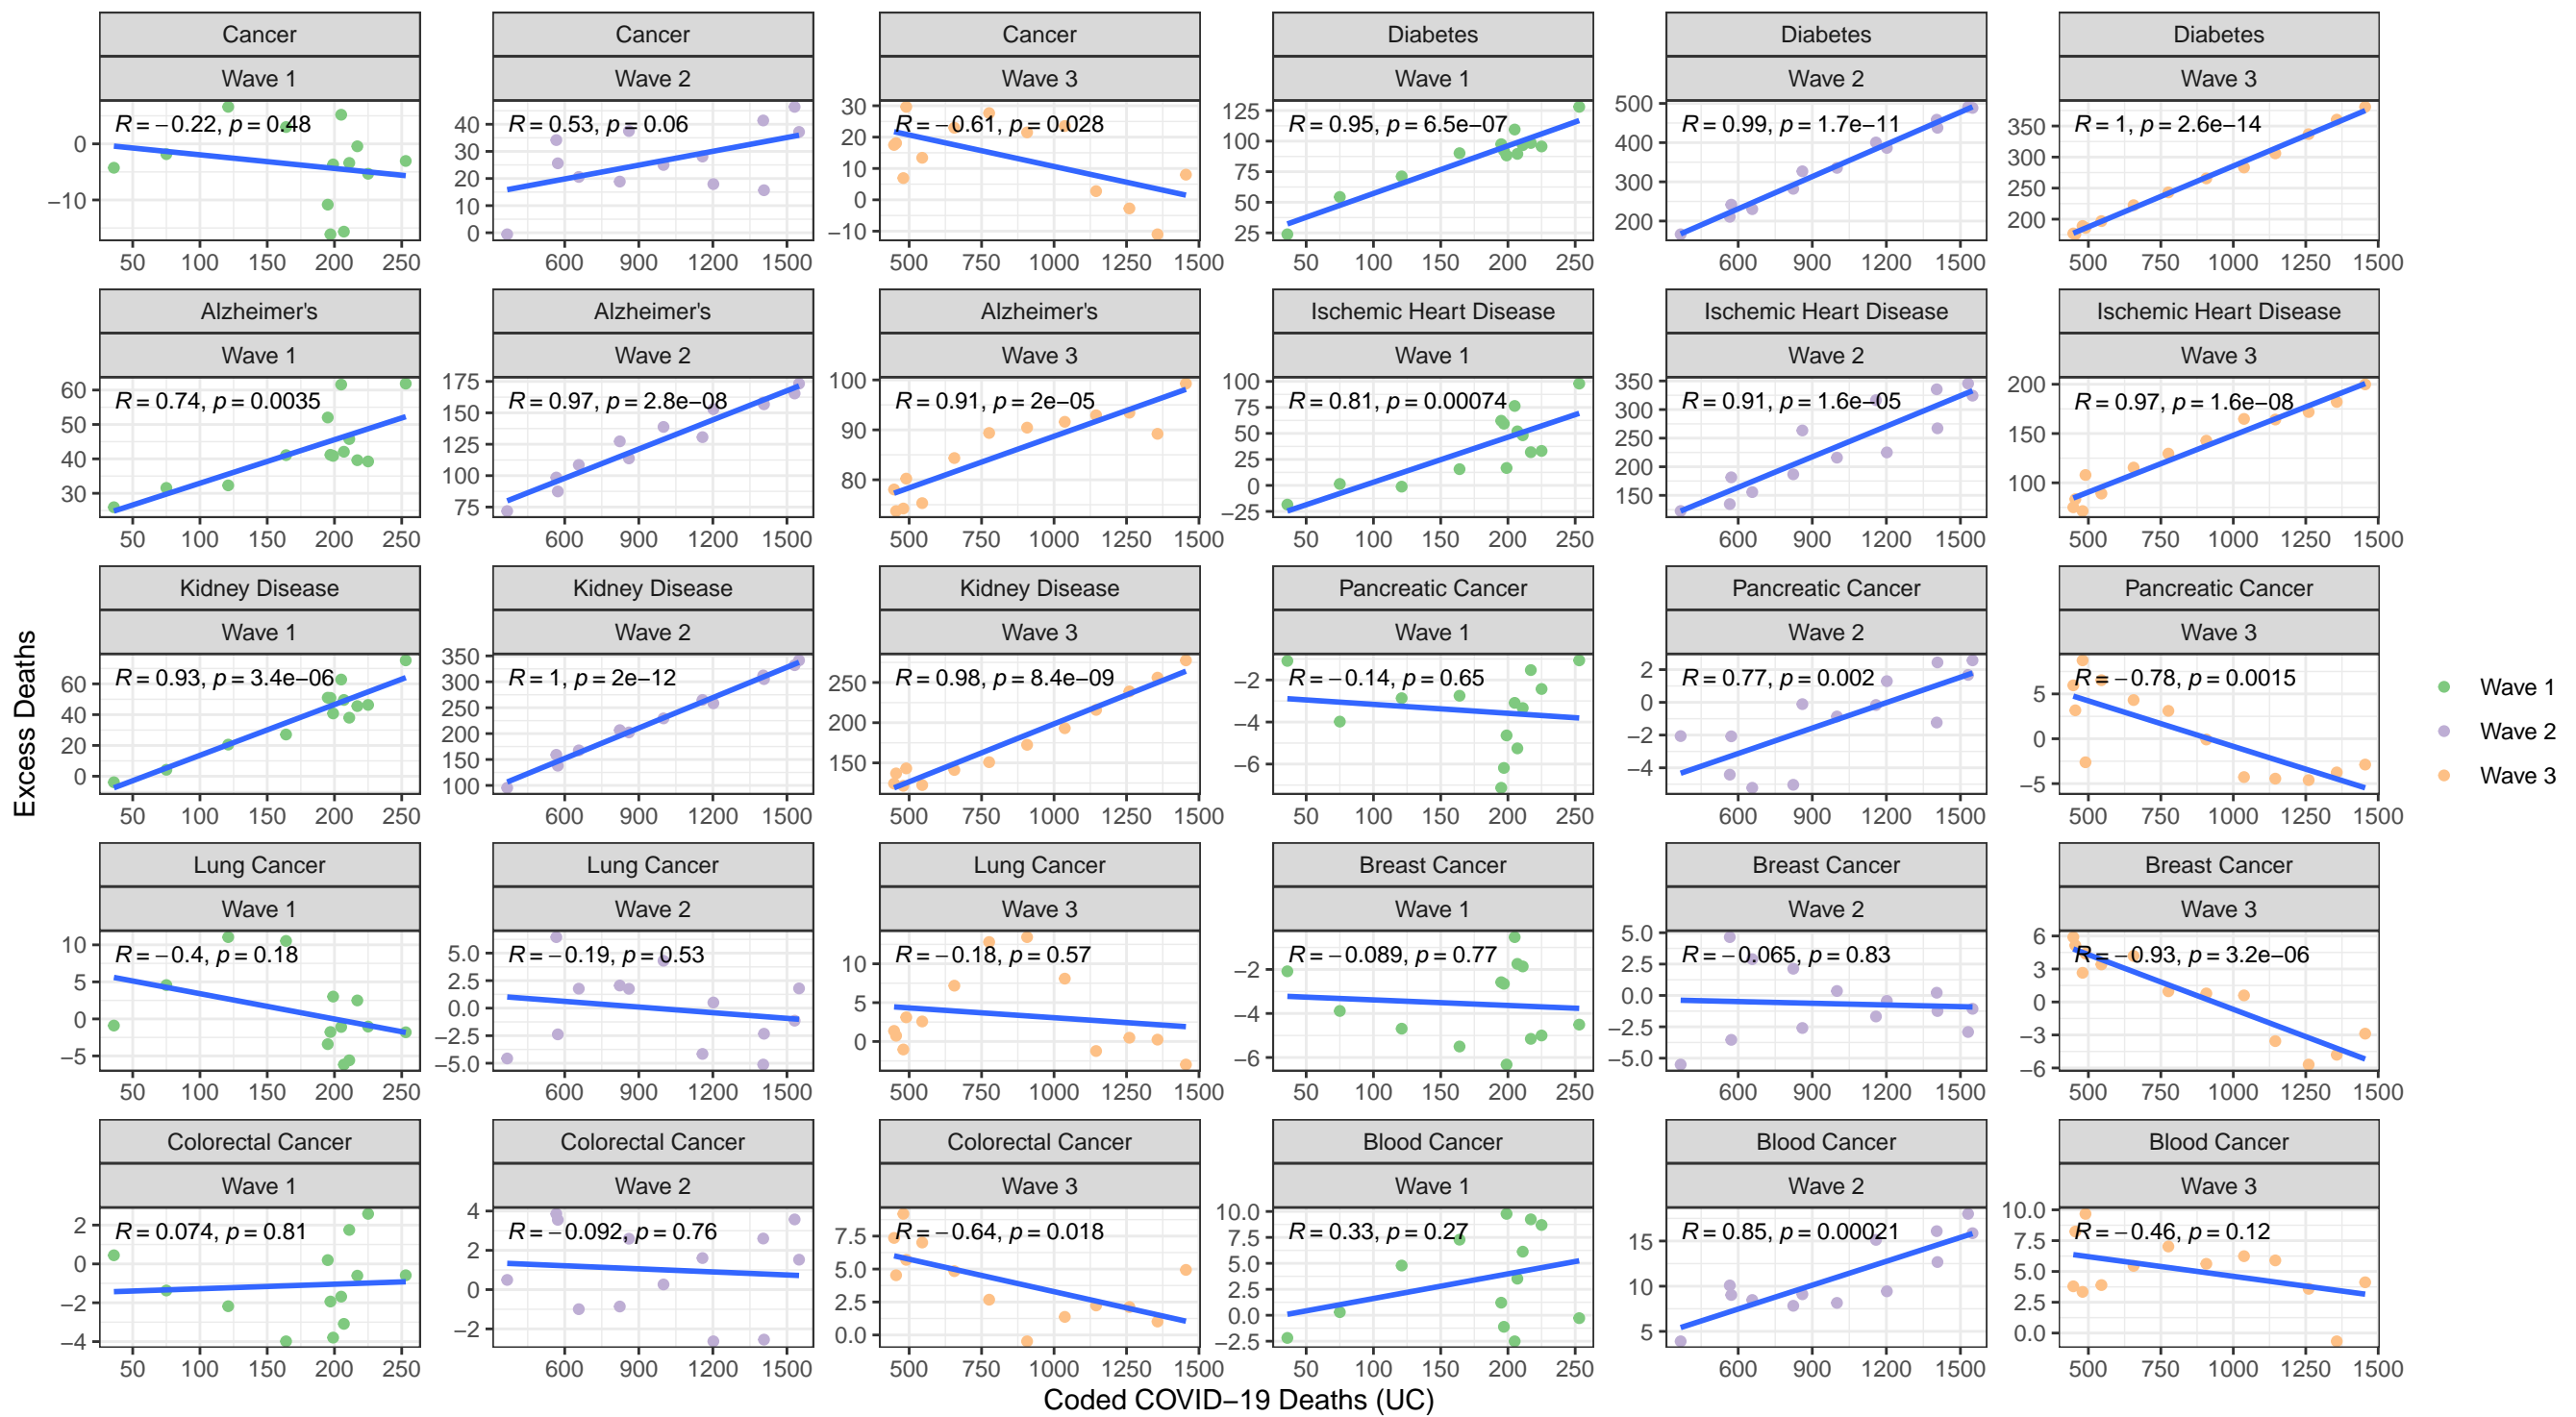 Cancer Cancer Cancer Diabetes Diabetes Diabetes
Wave 1 Wave 2 Wave 3 Wave 1 Wave 2 Wave 3
R = −0.22, p = 0.48 R = 0.53, p = 0.06 R = −0.61, p = 0.028 R = 0.95, p = 6.5e−07 R = 0.99, p = 1.7e−11 R = 1, p = 2.6e−14
0 −10
40 30 20 10 0
30 20 10 0 −10
125 100 75 50 25
500 400 300 200
350 300 250 200
50 100 150 200 250 600 900 1200 1500 500 750 1000 1250 1500 50 100 150 200 250 600 900 1200 1500 500 750 1000 1250 1500
Alzheimer's Alzheimer's Alzheimer's Ischemic Heart Disease Ischemic Heart Disease Ischemic Heart Disease
Wave 1 Wave 2 Wave 3 Wave 1 Wave 2 Wave 3
R = 0.74, p = 0.0035 R = 0.97, p = 2.8e−08 R = 0.91, p = 2e−05 R = 0.81, p = 0.00074 R = 0.91, p = 1.6e−05 R = 0.97, p = 1.6e−08
60 50 40 30
175 150 125 100 75
100 90 80
100 75 50 25 0 −25
350 300 250 200 150
200 150 100
50 100 150 200 250 600 900 1200 1500 500 750 1000 1250 1500 50 100 150 200 250 600 900 1200 1500 500 750 1000 1250 1500
Kidney Disease Kidney Disease Kidney Disease Pancreatic Cancer Pancreatic Cancer Pancreatic Cancer
Wave 1 Wave 2 Wave 3 Wave 1 Wave 2 Wave 3
R = 0.93, p = 3.4e−06 R = 1, p = 2e−12 R = 0.98, p = 8.4e−09 R = −0.14, p = 0.65 R = 0.77, p = 0.002 R = −0.78, p = 0.0015
60 40 20 0
350 300 250 200 150 100
250 200 150
−2 −4 −6
2 0 −2 −4
5 0 −5
50 100 150 200 250 600 900 1200 1500 500 750 1000 1250 1500 50 100 150 200 250 600 900 1200 1500 500 750 1000 1250 1500
Lung Cancer Lung Cancer Lung Cancer Breast Cancer Breast Cancer Breast Cancer
Wave 1 Wave 2 Wave 3 Wave 1 Wave 2 Wave 3
R = −0.4, p = 0.18 R = −0.19, p = 0.53 R = −0.18, p = 0.57 R = −0.089, p = 0.77 R = −0.065, p = 0.83 R = −0.93, p = 3.2e−06
10 5 0 −5
5.0 2.5 0.0 −2.5 −5.0
10 5 0
−2 −4 −6
5.0 2.5 0.0 −2.5 −5.0
6 3 0 −3 −6
50 100 150 200 250 600 900 1200 1500 500 750 1000 1250 1500 50 100 150 200 250 600 900 1200 1500 500 750 1000 1250 1500
Colorectal Cancer Colorectal Cancer Colorectal Cancer Blood Cancer Blood Cancer Blood Cancer
Wave 1 Wave 2 Wave 3 Wave 1 Wave 2 Wave 3
R = 0.074, p = 0.81 R = −0.092, p = 0.76 R = −0.64, p = 0.018 R = 0.33, p = 0.27 R = 0.85, p = 0.00021 R = −0.46, p = 0.12
2 0 −2 −4
4 2 0 −2
7.5 5.0 2.5 0.0
10.0 7.5 5.0 2.5 0.0 −2.5
15 10 5
10.0 7.5 5.0 2.5 0.0
50 100 150 200 250 600 900 1200 1500 500 750 1000 1250 1500 50 100 150 200 250 600 900 1200 1500 500 750 1000 1250 1500
Coded COVID−19 Deaths (UC)
Excess Deaths
Wave 1
Wave 2
Wave 3